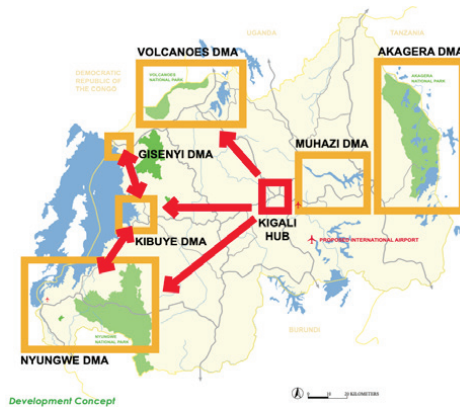 UGANDA
TANZANIA
VOLCANOES DMA
AKAGERA DMA
DEMOCRATIC
REPUBLIC OF
THE CONGO
VOLCANOES
NATIONAL PARK
AKAGERA
NATIONAL PARK
GISENYI DMA
MUHAZI DMA
KIGALI
HUB
KIBUYE DMA
PROPOSED INTERNATIONAL AIRPORT
NYUNGWE
NATIONAL PARK
BURUNDI
NYUNGWE DMA
Development Concept